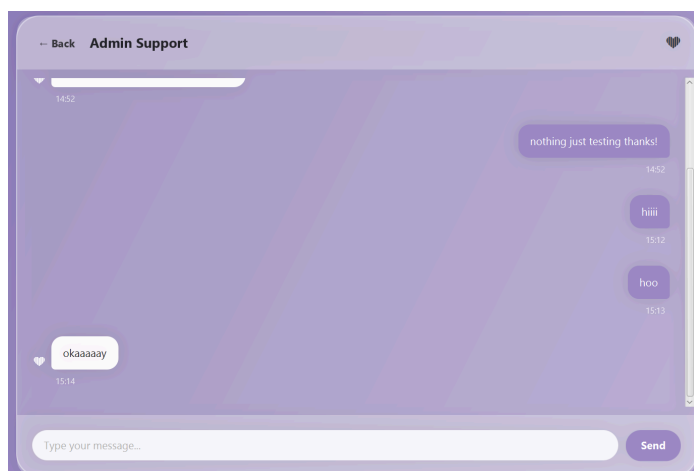 ← Back Admin Support
14:52
nothing just testing thanks!
14:52
hiiii
15:12
hoo
15:13
okaaaaay
15:14
Type your message...
Send